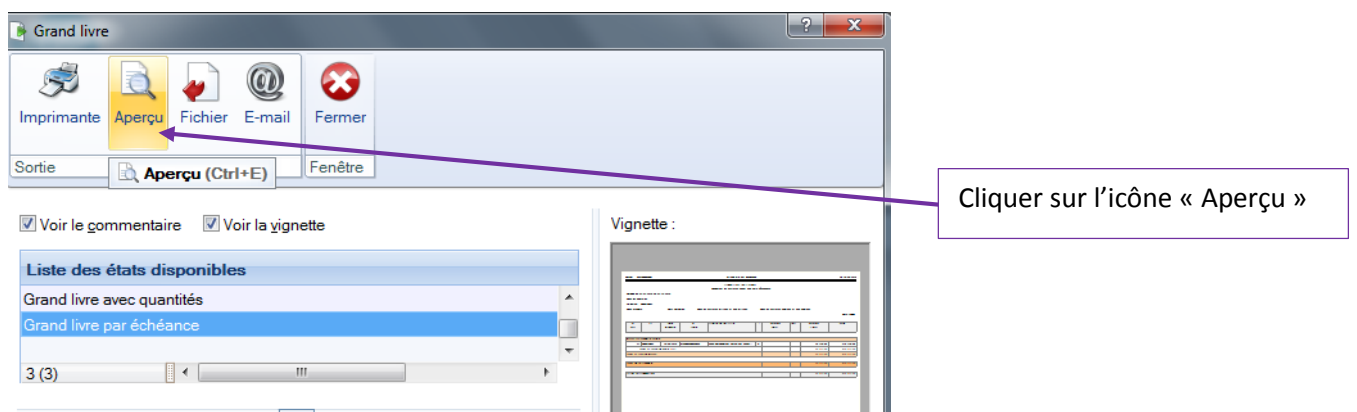 Grand livre
Imprimante Aperçu Fichier E-mail Fermer
Sortie Fenêtre
Aperçu (Ctrl+E)
Cliquer sur l’icône « Aperçu »
Voir le commentaire Voir la vignette
Vignette :
Liste des états disponibles
Grand livre avec quantités
Grand livre par échéance
3 (3)